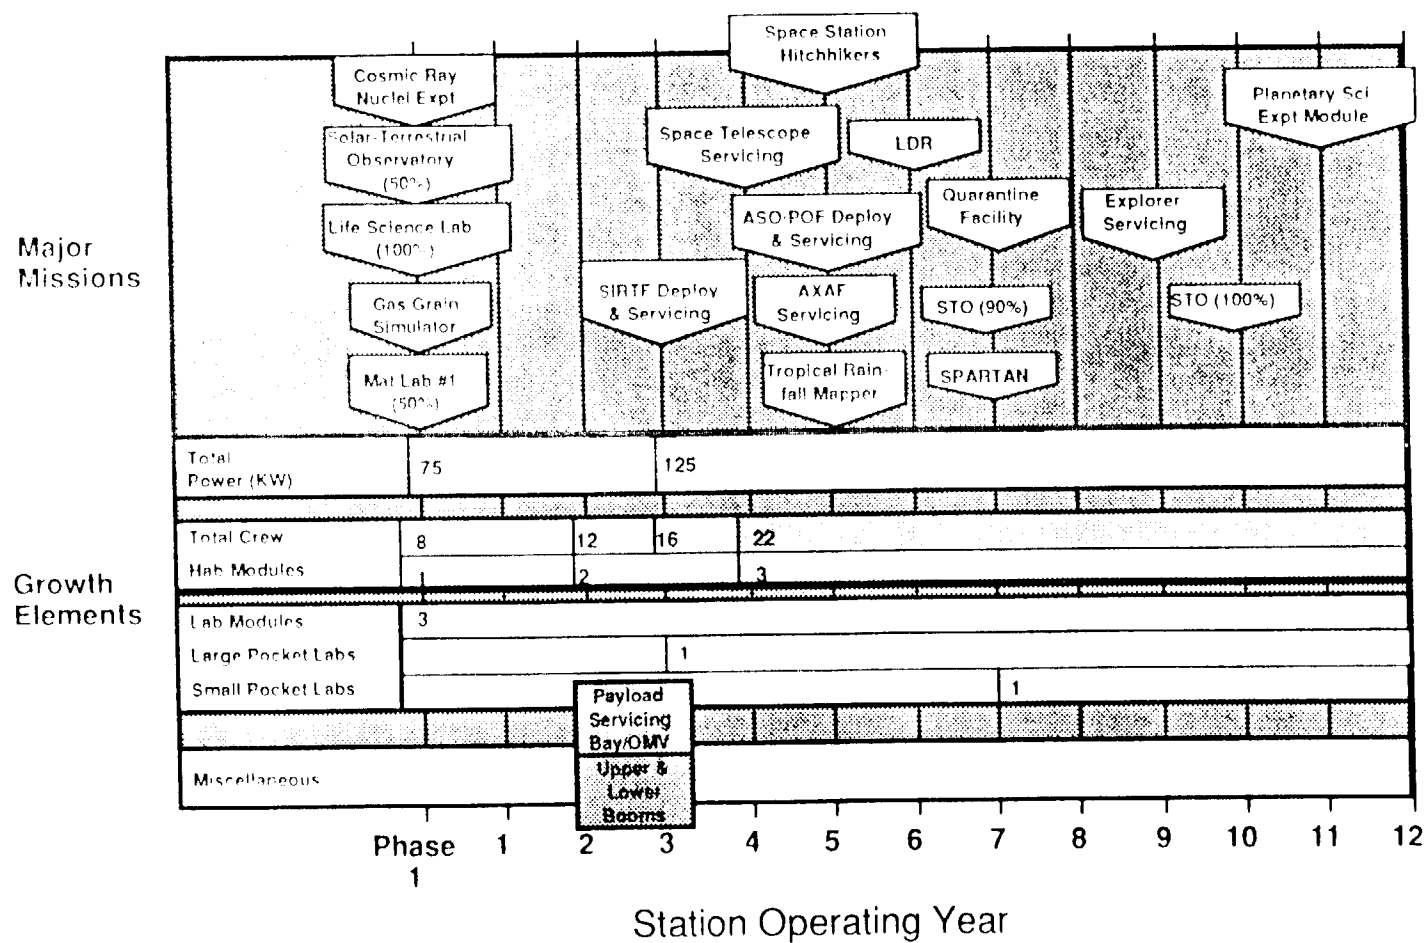 Space Station
Hitchhikers
Cosmic Ray
Nuclei Expt
Planetary Sci
Expt Module
Solar-Terrestrial
Observatory
(50%)
Space Telescope
Servicing
LDR
Life Science Lab
(100%)
ASO-POF Deploy
& Servicing
Quarantine
Facility
Explorer
Servicing
Major
Missions
Gas Grain
Simulator
SIRTF Deploy
& Servicing
AXAF
Servicing
STO (90%)
STO (100%)
Mat Lab #1
(50%)
Tropical Rain-
fall Mapper
SPARTAN
Total
Power (KW)
75
125
Growth
Elements
Total Crew
8
12
16
22
Hab Modules
1
2
3
Lab Modules
3
Large Pocket Labs
1
Small Pocket Labs
1
Payload
Servicing
Bay/OMV
Miscellaneous
Upper &
Lower
Booms
Phase
1
1 2 3 4 5 6 7 8 9 10 11 12
Station Operating Year